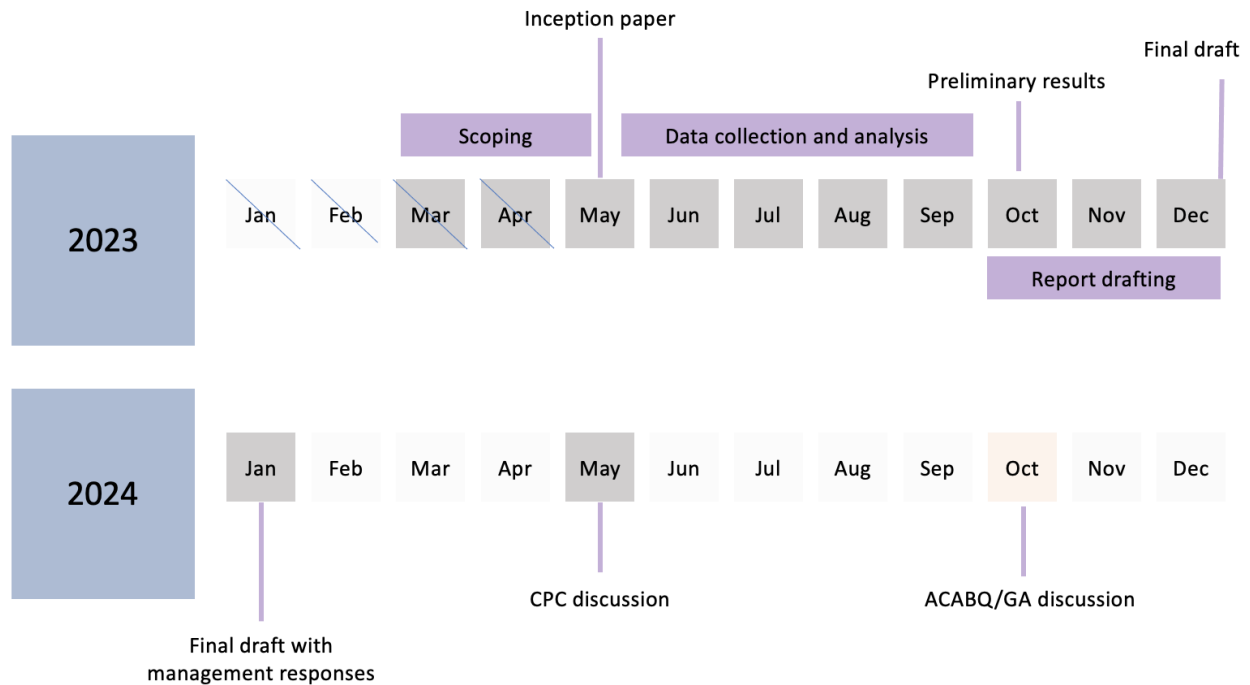 Inception paper
Final draft
Preliminary results
Scoping
Data collection and analysis
2023
Jan Feb Mar Apr May Jun Jul Aug Sep Oct Nov Dec
Report drafting
2024
Jan Feb Mar Apr May Jun Jul Aug Sep Oct Nov Dec
CPC discussion
ACABQ/GA discussion
Final draft with
management responses